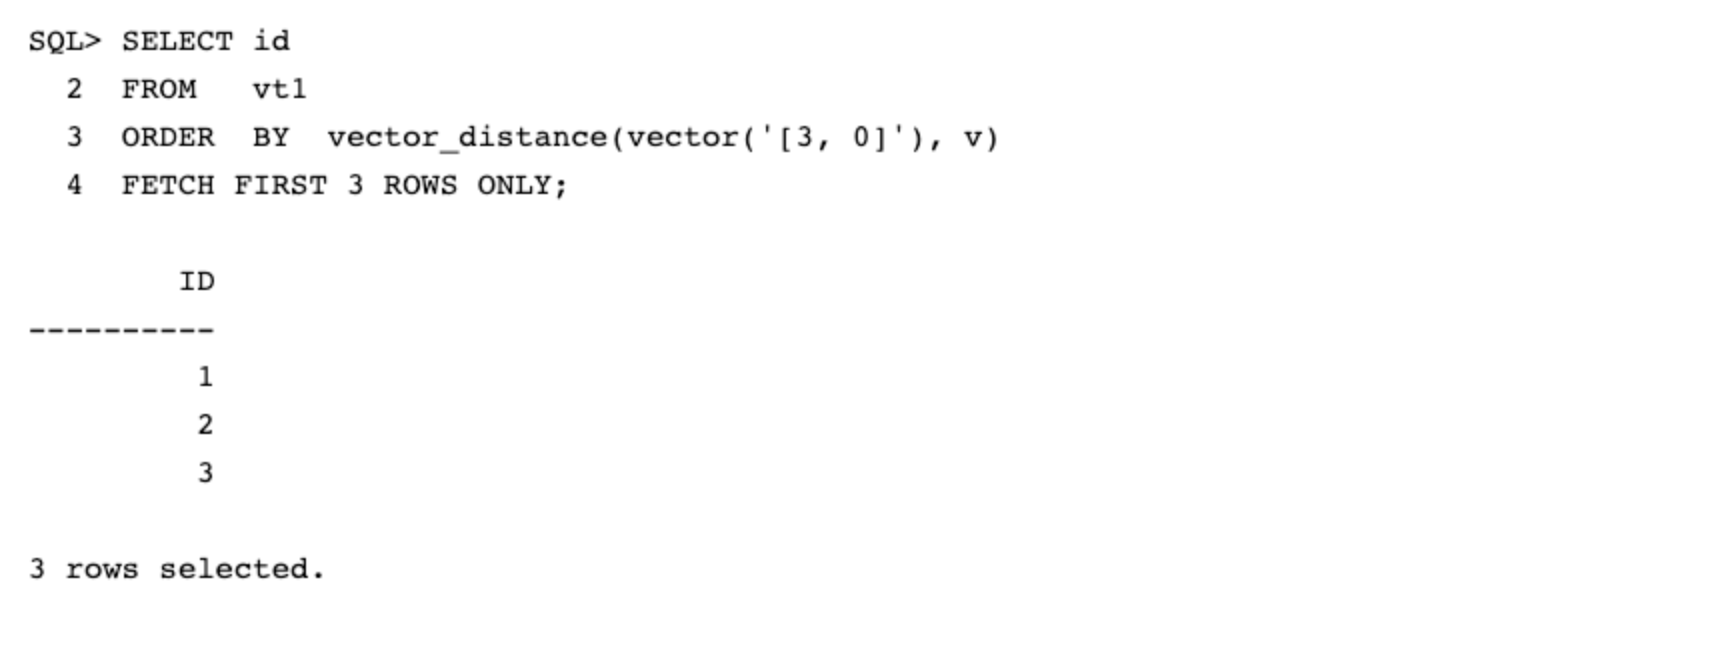 SQL> SELECT id
  2  FROM   vt1
  3  ORDER  BY  vector_distance(vector('[3, 0]'), v)
  4  FETCH FIRST 3 ROWS ONLY;
        ID
----------
         1
         2
         3
3 rows selected.